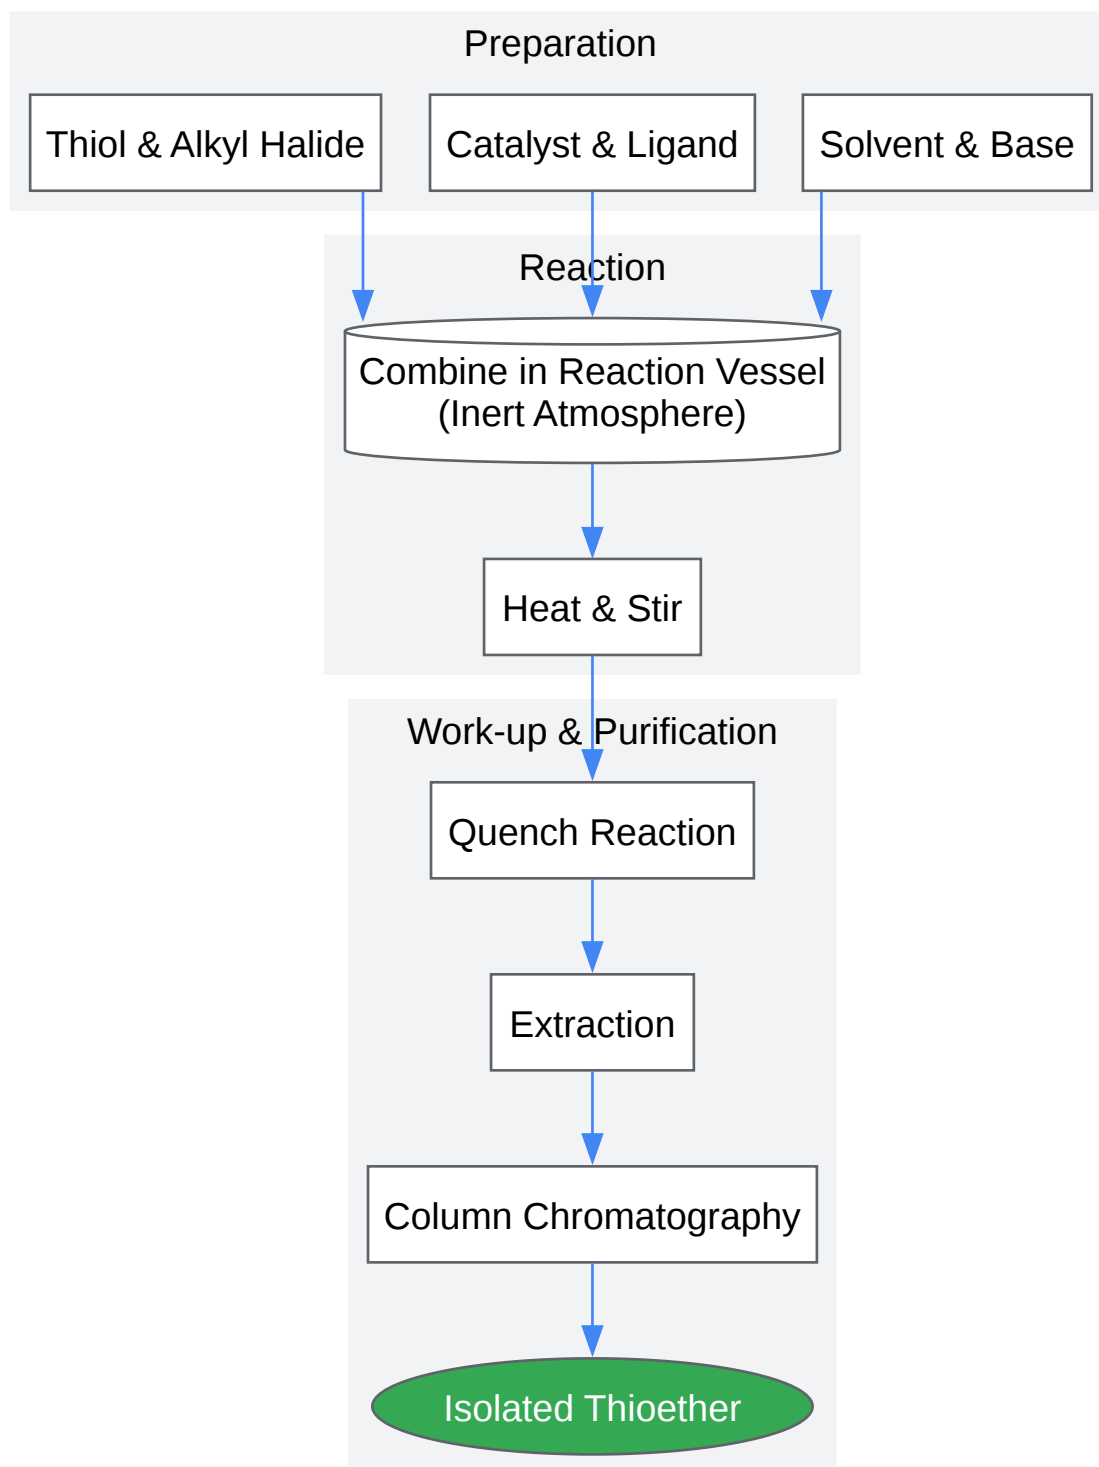 Preparation
Thiol & Alkyl Halide
Catalyst & Ligand
Solvent & Base
Reaction
Combine in Reaction Vessel
(Inert Atmosphere)
Heat & Stir
Work-up & Purification
Quench Reaction
Extraction
Column Chromatography
Isolated Thioether